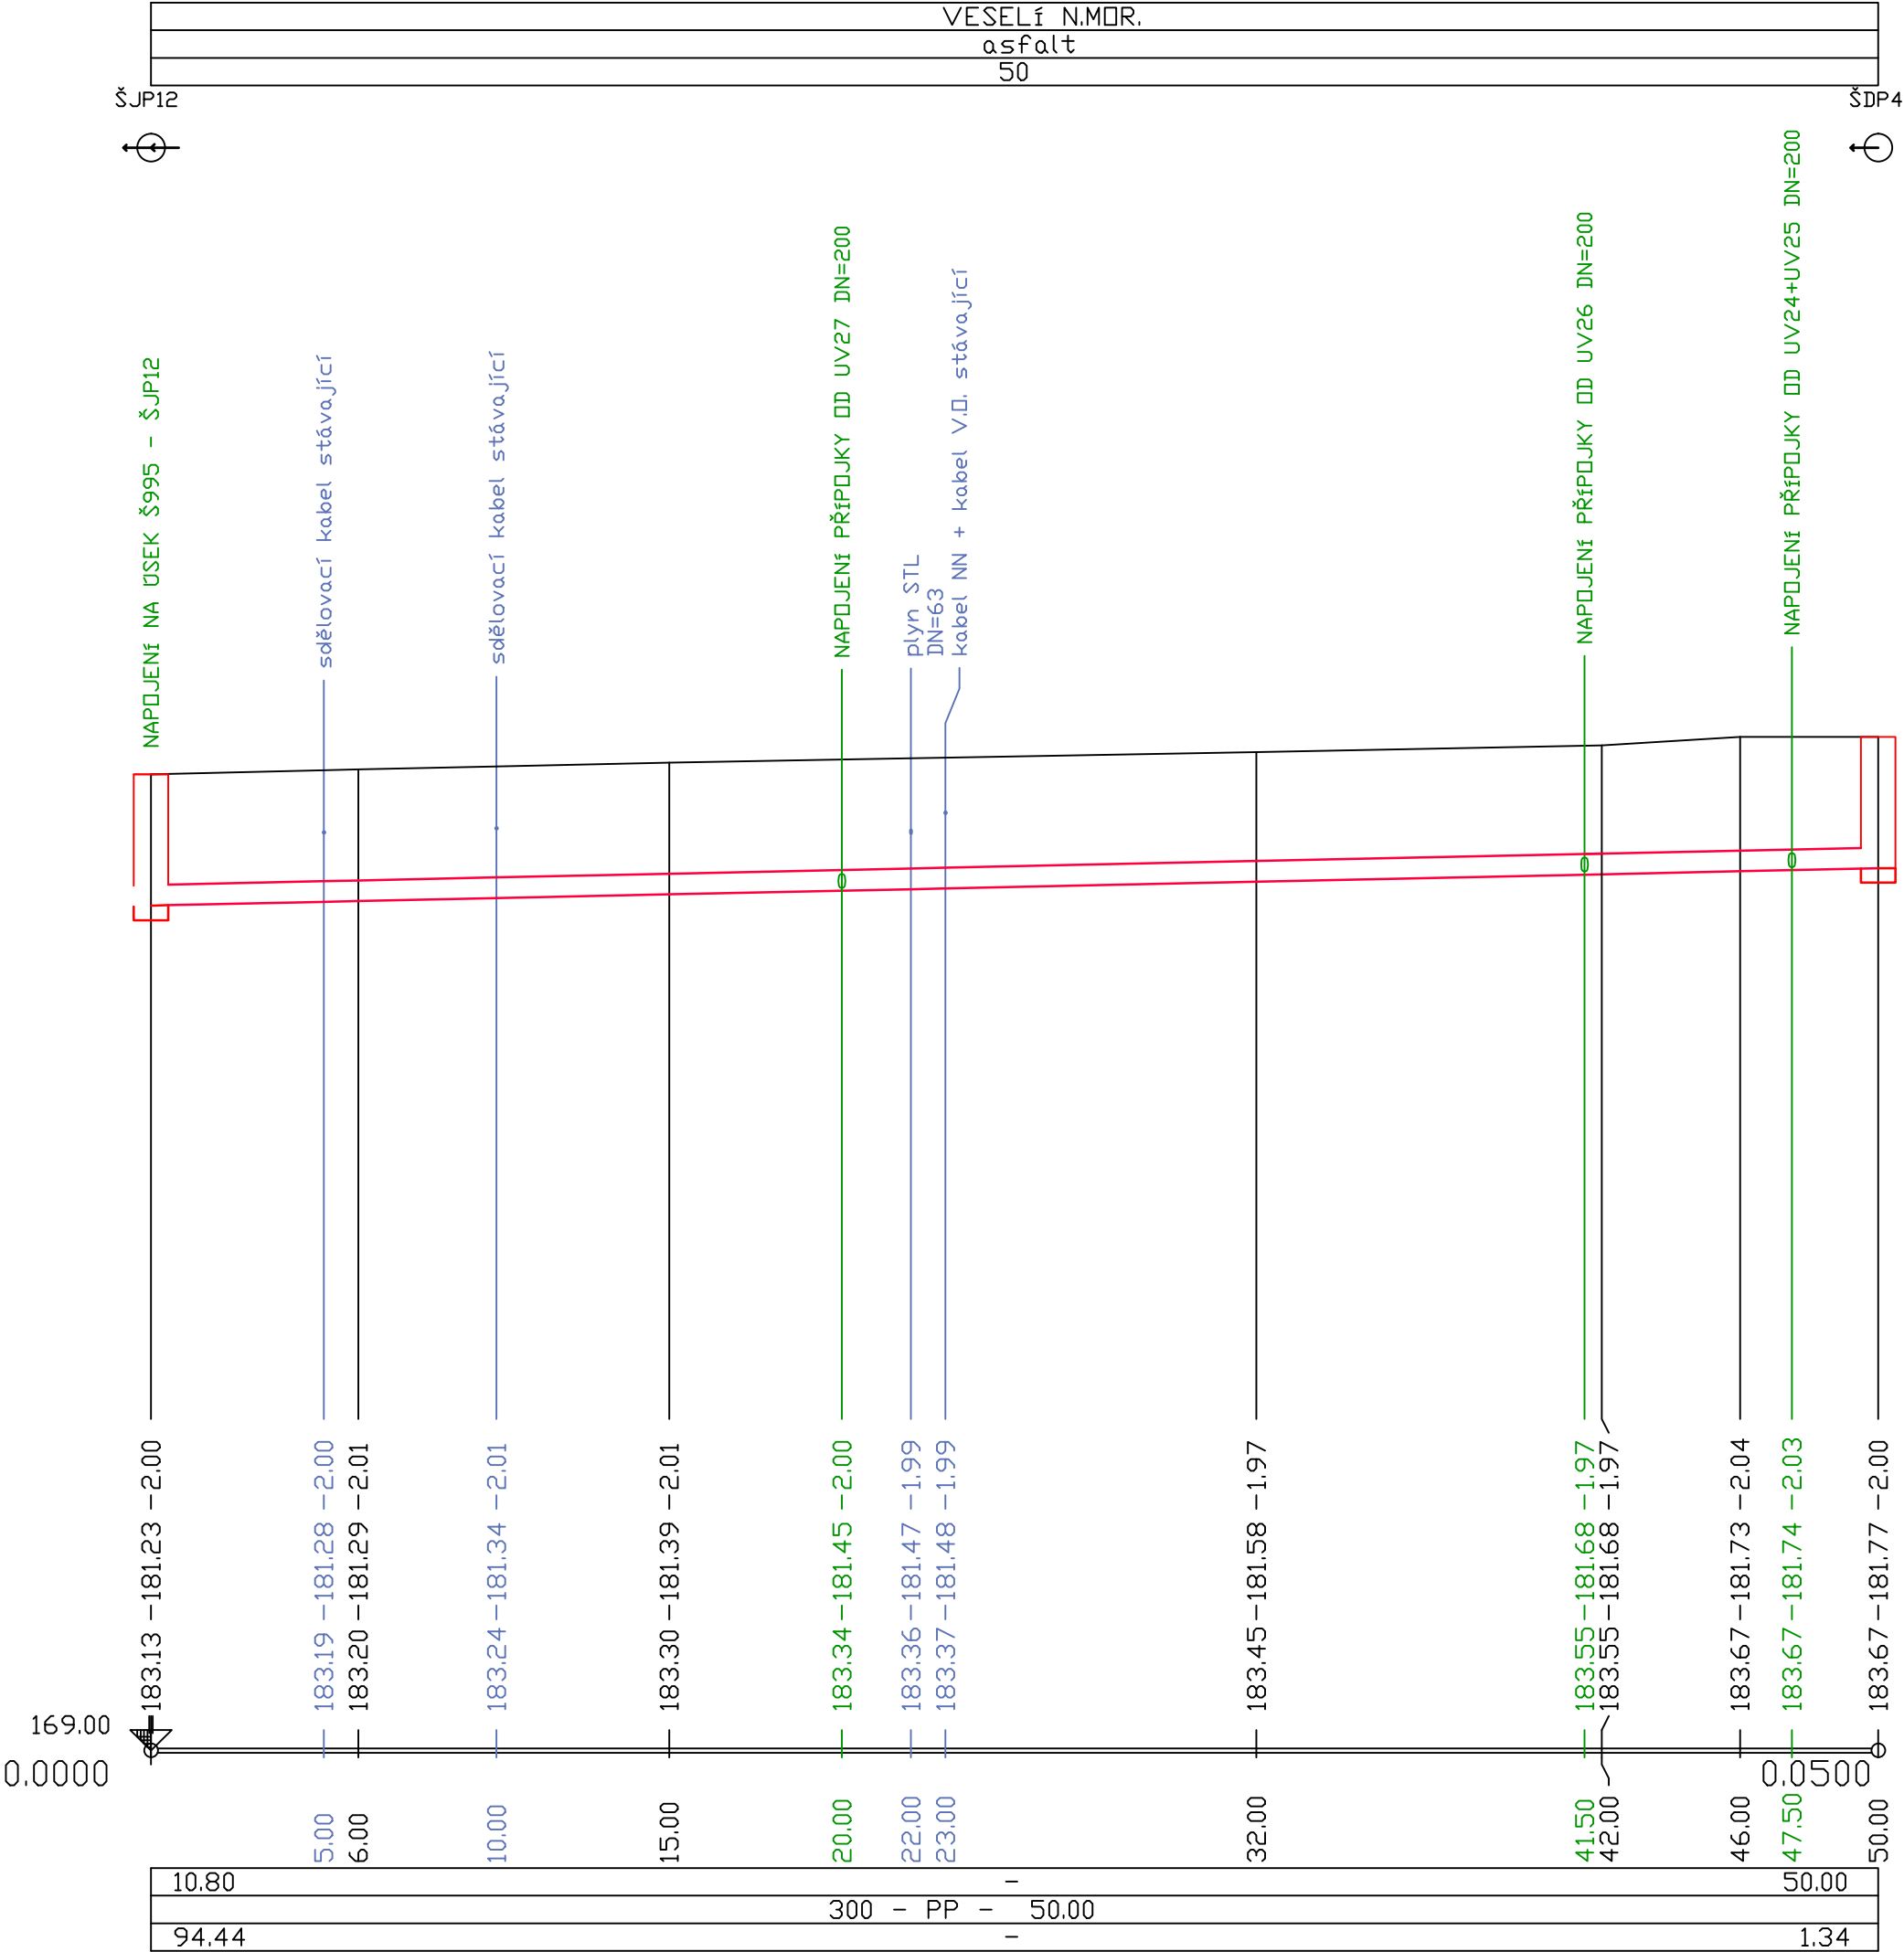 VESELÍ N.MOR.
asfalt
50
ŠJP12
ŠDP4
NAPOJENÍ NA ÚSEK Š995 - ŠJP12
sdělovací kabel stávající
sdělovací kabel stávající
NAPOJENÍ PŘÍPOJKY OD UV27 DN=200
plyn STL
DN=63
kabel NN + kabel V.O. stávající
NAPOJENÍ PŘÍPOJKY OD UV26 DN=200
NAPOJENÍ PŘÍPOJKY OD UV24+UV25 DN=200
183.13 -181.23 -2.00
183.19 -181.28 -2.00
183.20 -181.29 -2.01
183.24 -181.34 -2.01
183.30 -181.39 -2.01
183.34 -181.45 -2.00
183.36 -181.47 -1.99
183.37 -181.48 -1.99
183.45 -181.58 -1.97
183.55 -181.68 -1.97
183.55 -181.68 -1.97
183.67 -181.73 -2.04
183.67 -181.74 -2.03
183.67 -181.77 -2.00
169.00
0.0000
0.0500
5.00
6.00
10.00
15.00
20.00
22.00
23.00
32.00
41.50
42.00
46.00
47.50
50.00
10.80 - 50.00
300 - PP - 50.00
94.44 - 1.34